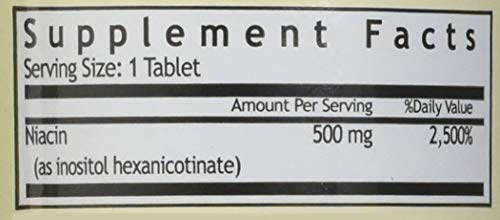 Supplement Facts
Serving Size: 1 Tablet
Amount Per Serving %Daily Value
Niacin 500 mg 2,500%
(as inositol hexanicotinate)